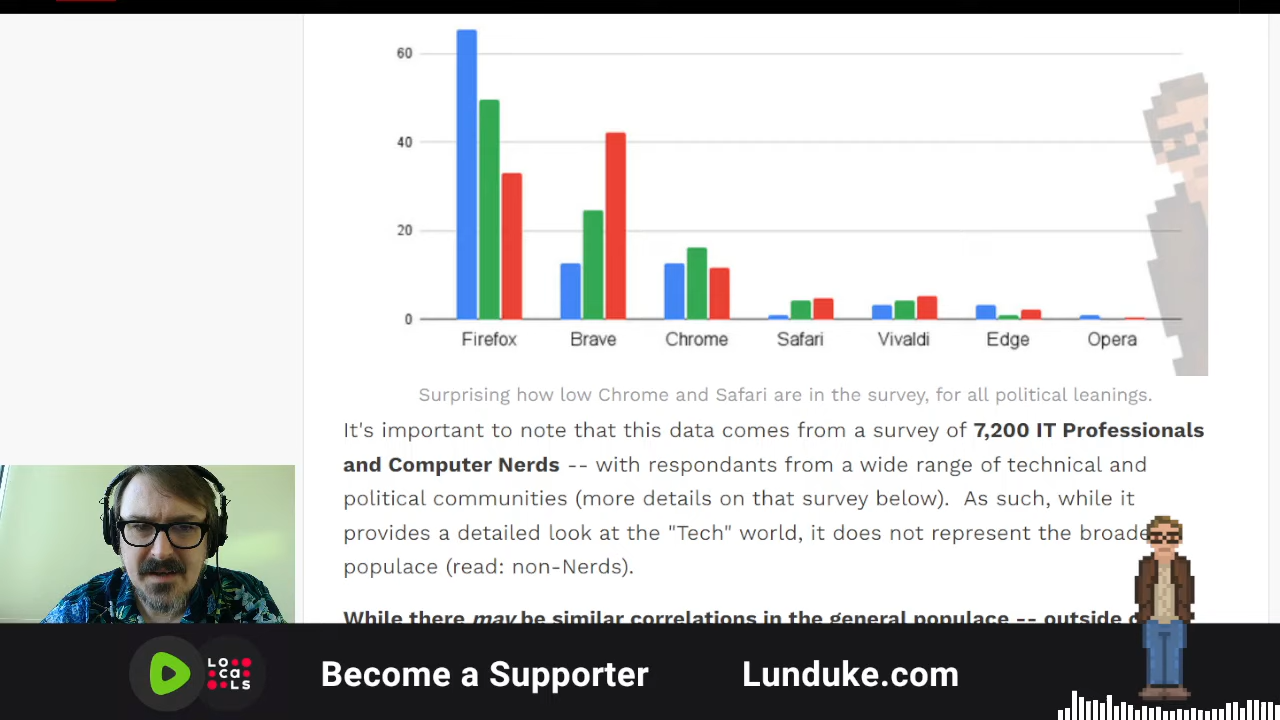 60
40
20
0
Firefox Brave Chrome Safari Vivaldi Edge Opera
Surprising how low Chrome and Safari are in the survey, for all political leanings.
It's important to note that this data comes from a survey of 7,200 IT Professionals
and Computer Nerds -- with respondants from a wide range of technical and
political communities (more details on that survey below). As such, while it
provides a detailed look at the "Tech" world, it does not represent the broade
populace (read: non-Nerds).
While there may be similar correlations in the general populace -- outside
LOcaLS
Become a Supporter
Lunduke.com